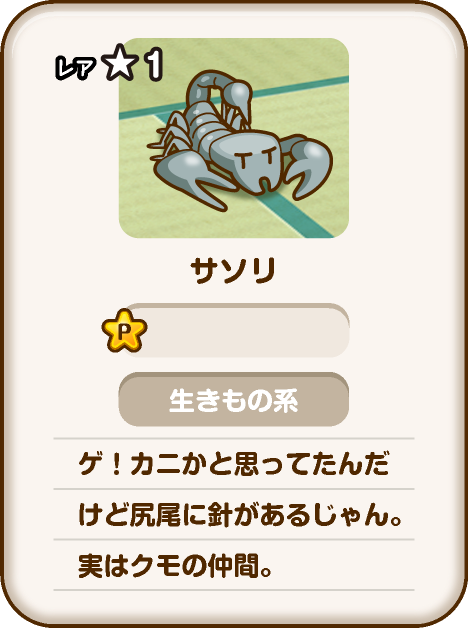 レア★1
サソリ
P
生きもの系
ゲ！カニかと思ってたんだ
けど尻尾に針があるじゃん。
実はクモの仲間。